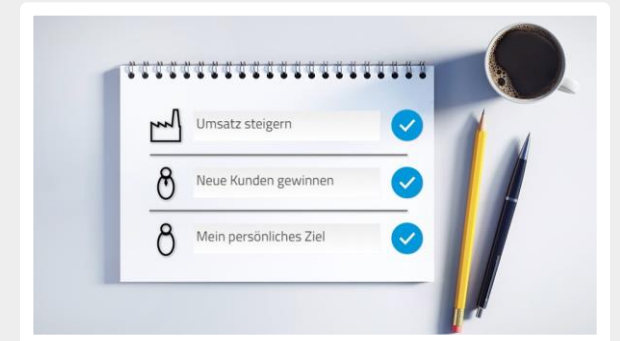 Umsatz steigern
Neue Kunden gewinnen
Mein persönliches Ziel